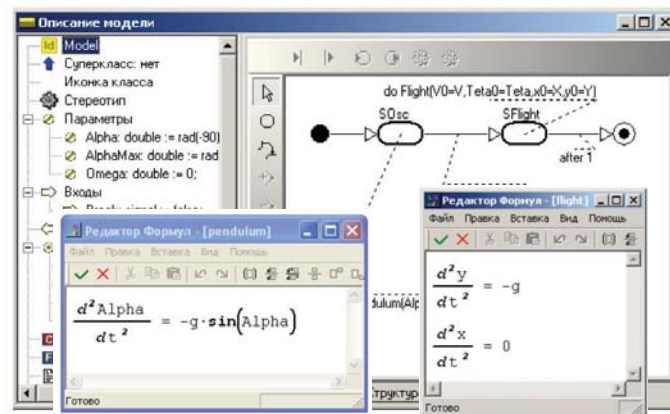 Описание модели
Id Model
Суперкласс: нет
Иконка класса
Стереотип
Параметры
Alpha: double := rad(-90)
AlphaMax: double := rad
Omega: double := 0;
Входы
do Flight(V0=V,Teta0=Teta,x0=X,y0=Y)
SOsc
SFlight
after 1
Редактор Формул - [pendulum]
Файл Правка Вставка Вид Помощь
d²Alpha
dt² = -g·sin(Alpha)
Готово
Редактор Формул - [flight]
Файл Правка Вставка Вид Помощь
d²y
dt² = -g
d²x
dt² = 0
Готово